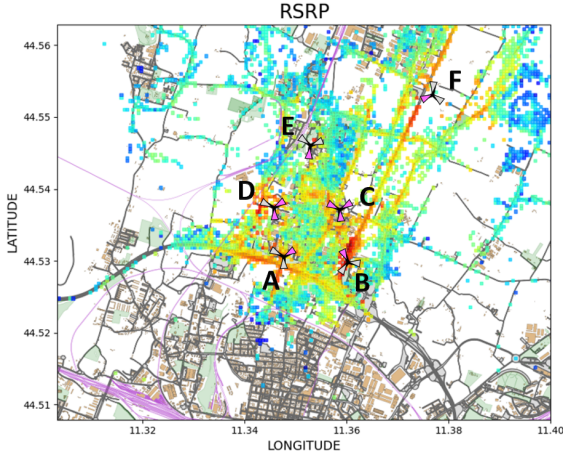 RSRP
44.56
F
44.55
E
44.54
D
C
44.53
A
B
44.52
44.51
LATITUDE
11.32
11.34
11.36
11.38
11.40
LONGITUDE